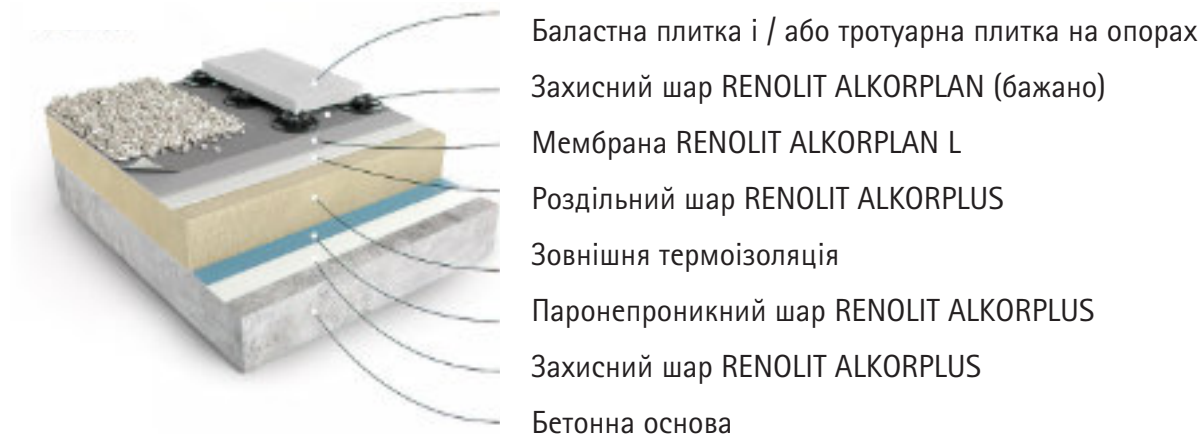 Баластна плитка і / або тротуарна плитка на опорах
Захисний шар RENOLIT ALKORPLAN (бажано)
Мембрана RENOLIT ALKORPLAN L
Роздільний шар RENOLIT ALKORPLUS
Зовнішня термоізоляція
Паронепроникний шар RENOLIT ALKORPLUS
Захисний шар RENOLIT ALKORPLUS
Бетонна основа